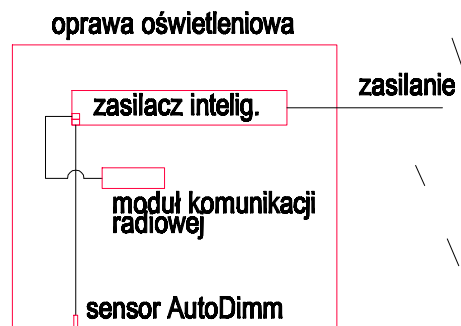 oprawa oświetleniowa
zasilanie
zasilacz intelig.
moduł komunikacji
radiowej
sensor AutoDimm